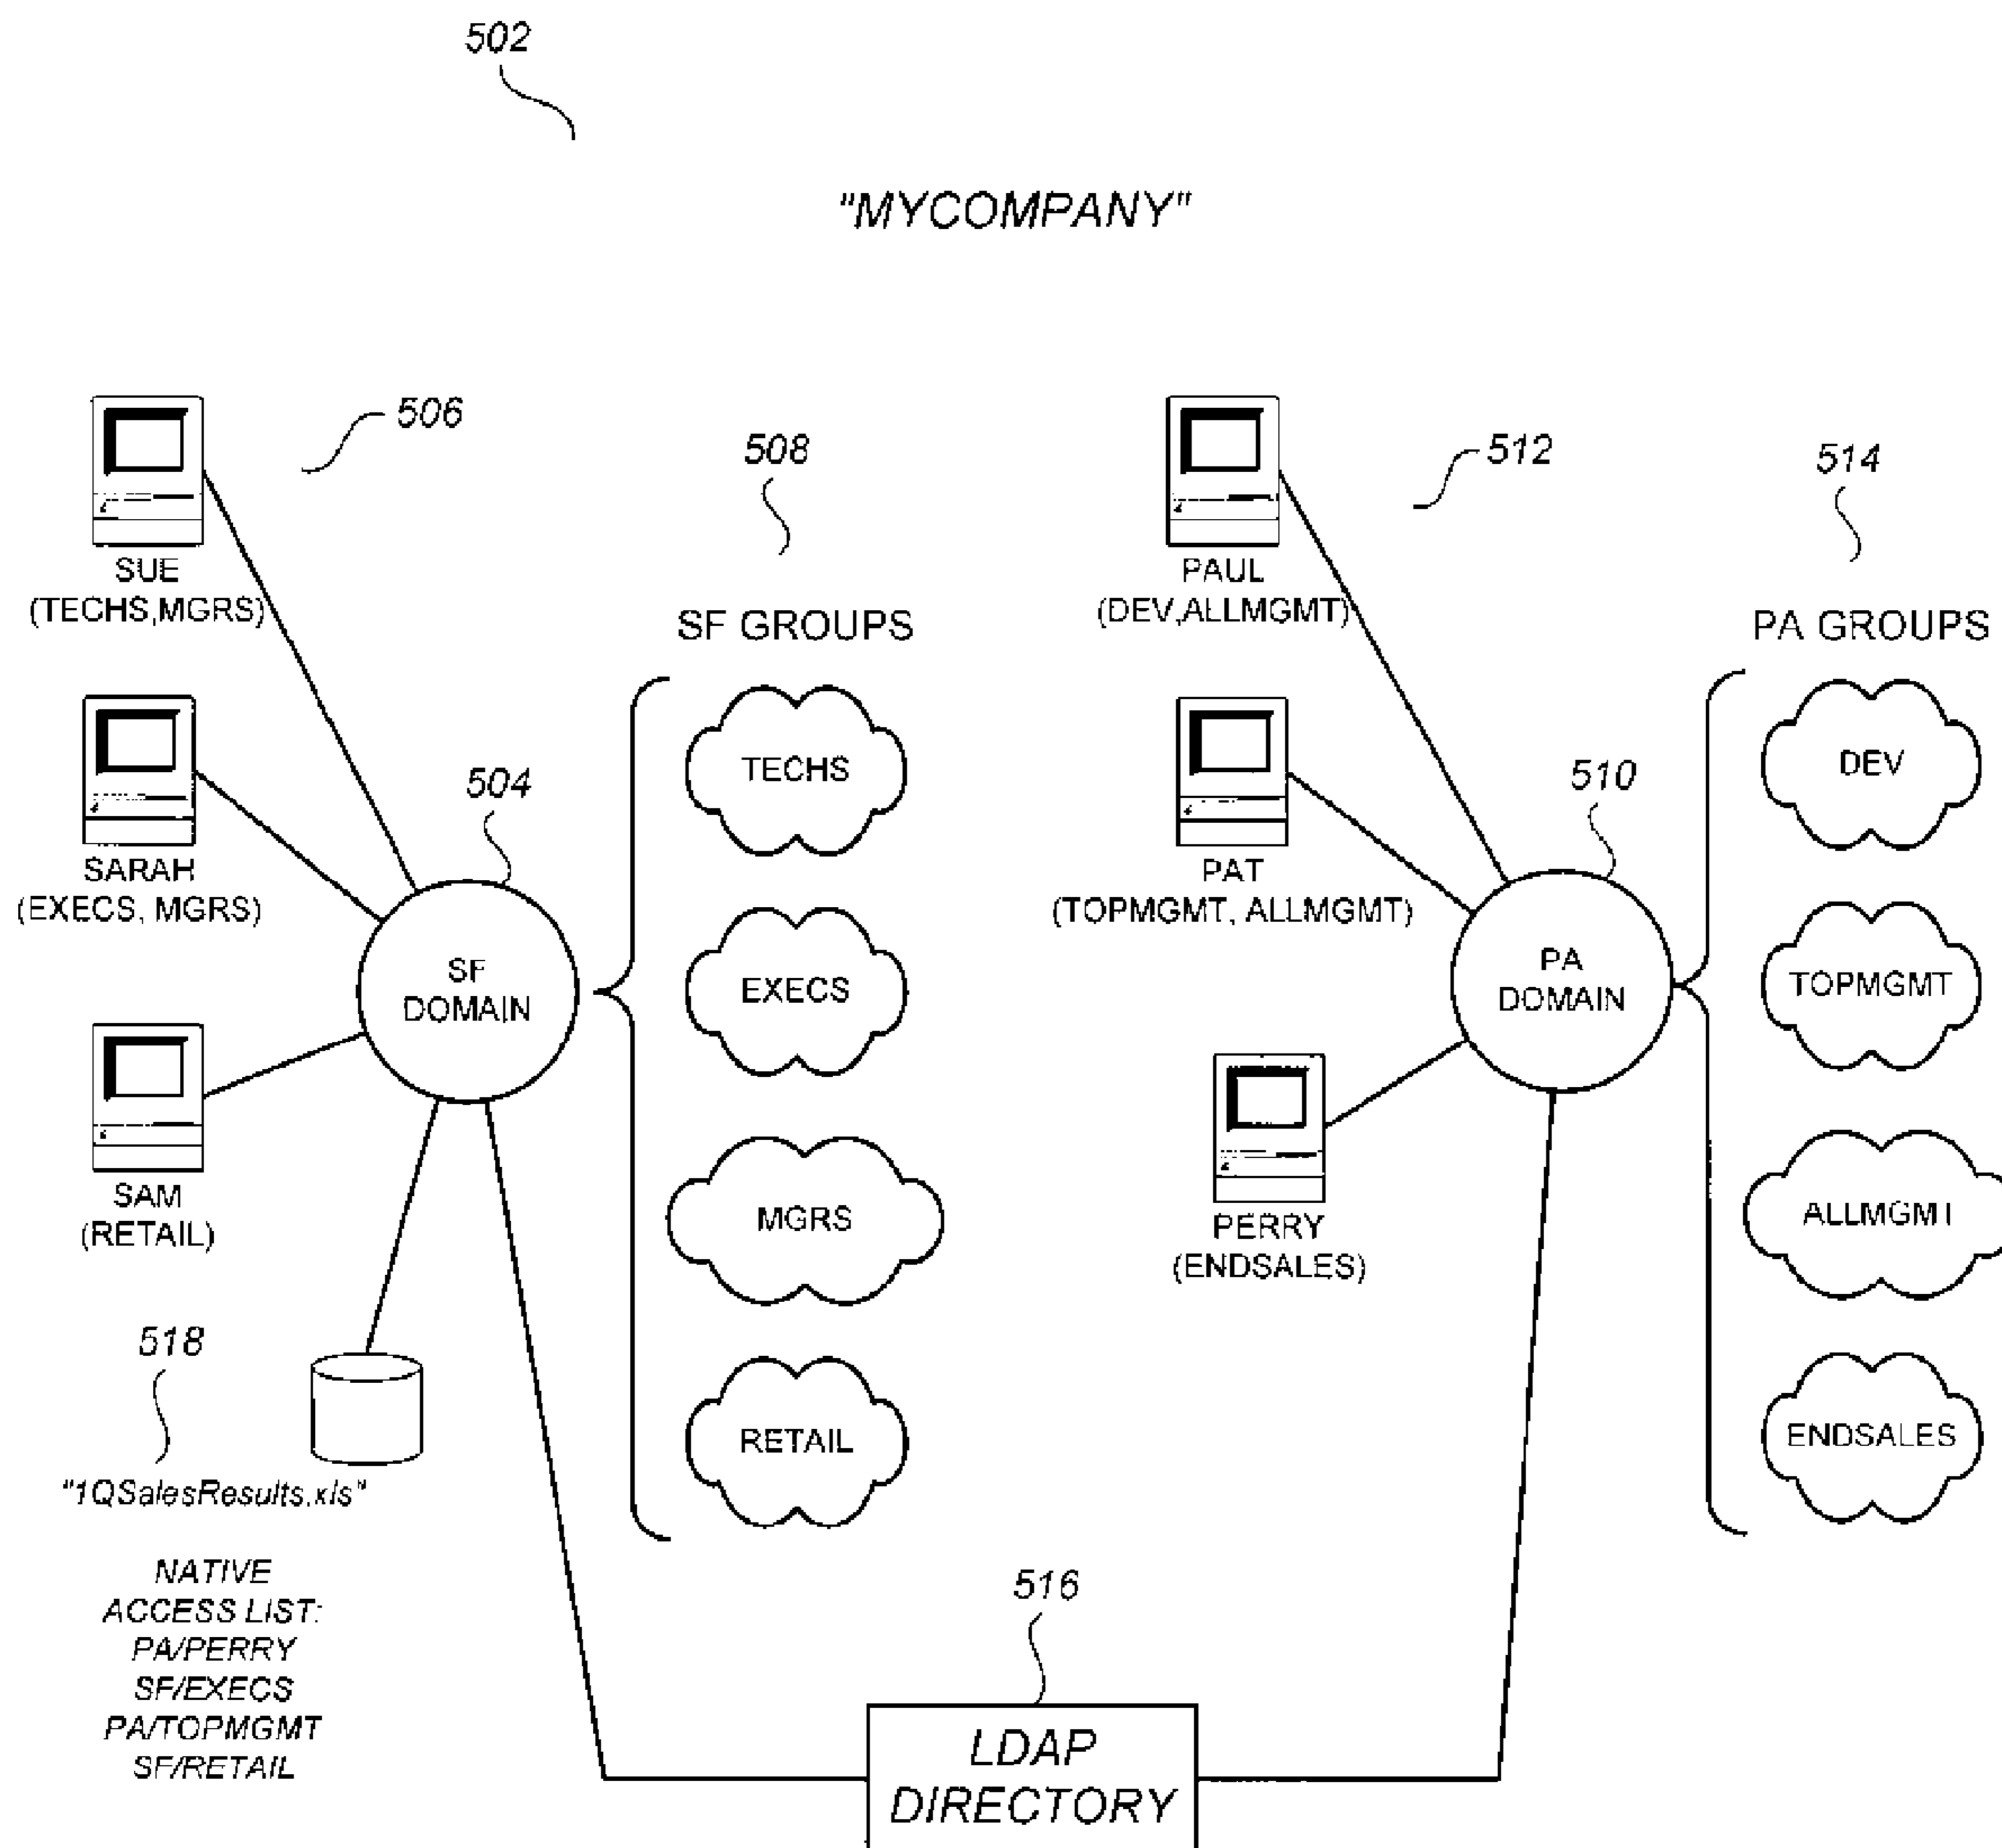 502
"MYCOMPANY"
506
508
512
514
SUE
(TECHS,MGRS)
SF GROUPS
PAUL
(DEV,ALLMGMT)
PA GROUPS
TECHS
DEV
504
510
SARAH
(EXECS, MGRS)
PAT
(TOPMGMT, ALLMGMT)
SF
DOMAIN
EXECS
PA
DOMAIN
TOPMGMT
SAM
(RETAIL)
MGRS
PERRY
(ENDSALES)
ALLMGMT
518
"1QSalesResults.xls"
RETAIL
ENDSALES
NATIVE
ACCESS LIST:
PA/PERRY
SF/EXECS
PA/TOPMGMT
SF/RETAIL
516
LDAP
DIRECTORY